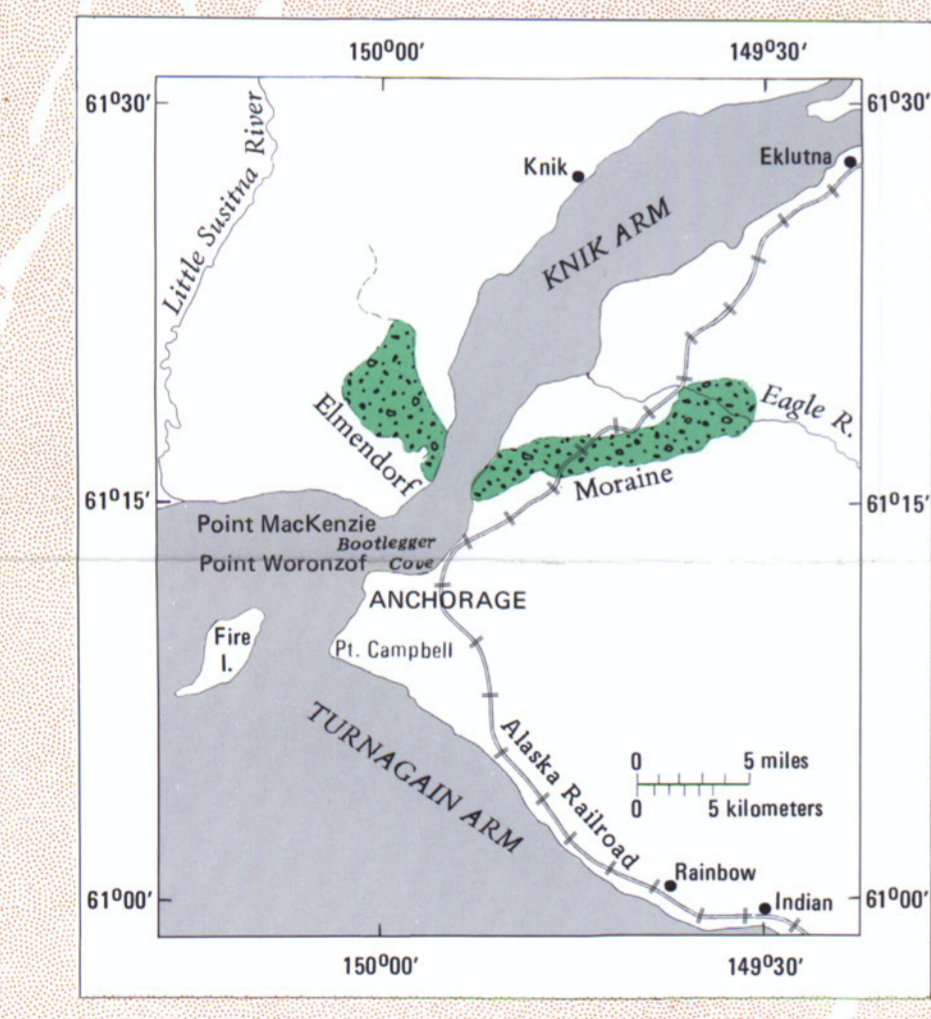 150°00′
149°30′
61°30′
61°30′
Little Susitna River
Knik
Eklutna
KNIK ARM
Elmendorf
Eagle R.
Moraine
61°15′
61°15′
Point MacKenzie
Bootlegger
Point Woronzof
Cove
ANCHORAGE
Fire
I.
Pt. Campbell
TURNAGAIN ARM
Alaska Railroad
0 5 miles
0 5 kilometers
Rainbow
Indian
61°00′
61°00′
150°00′
149°30′